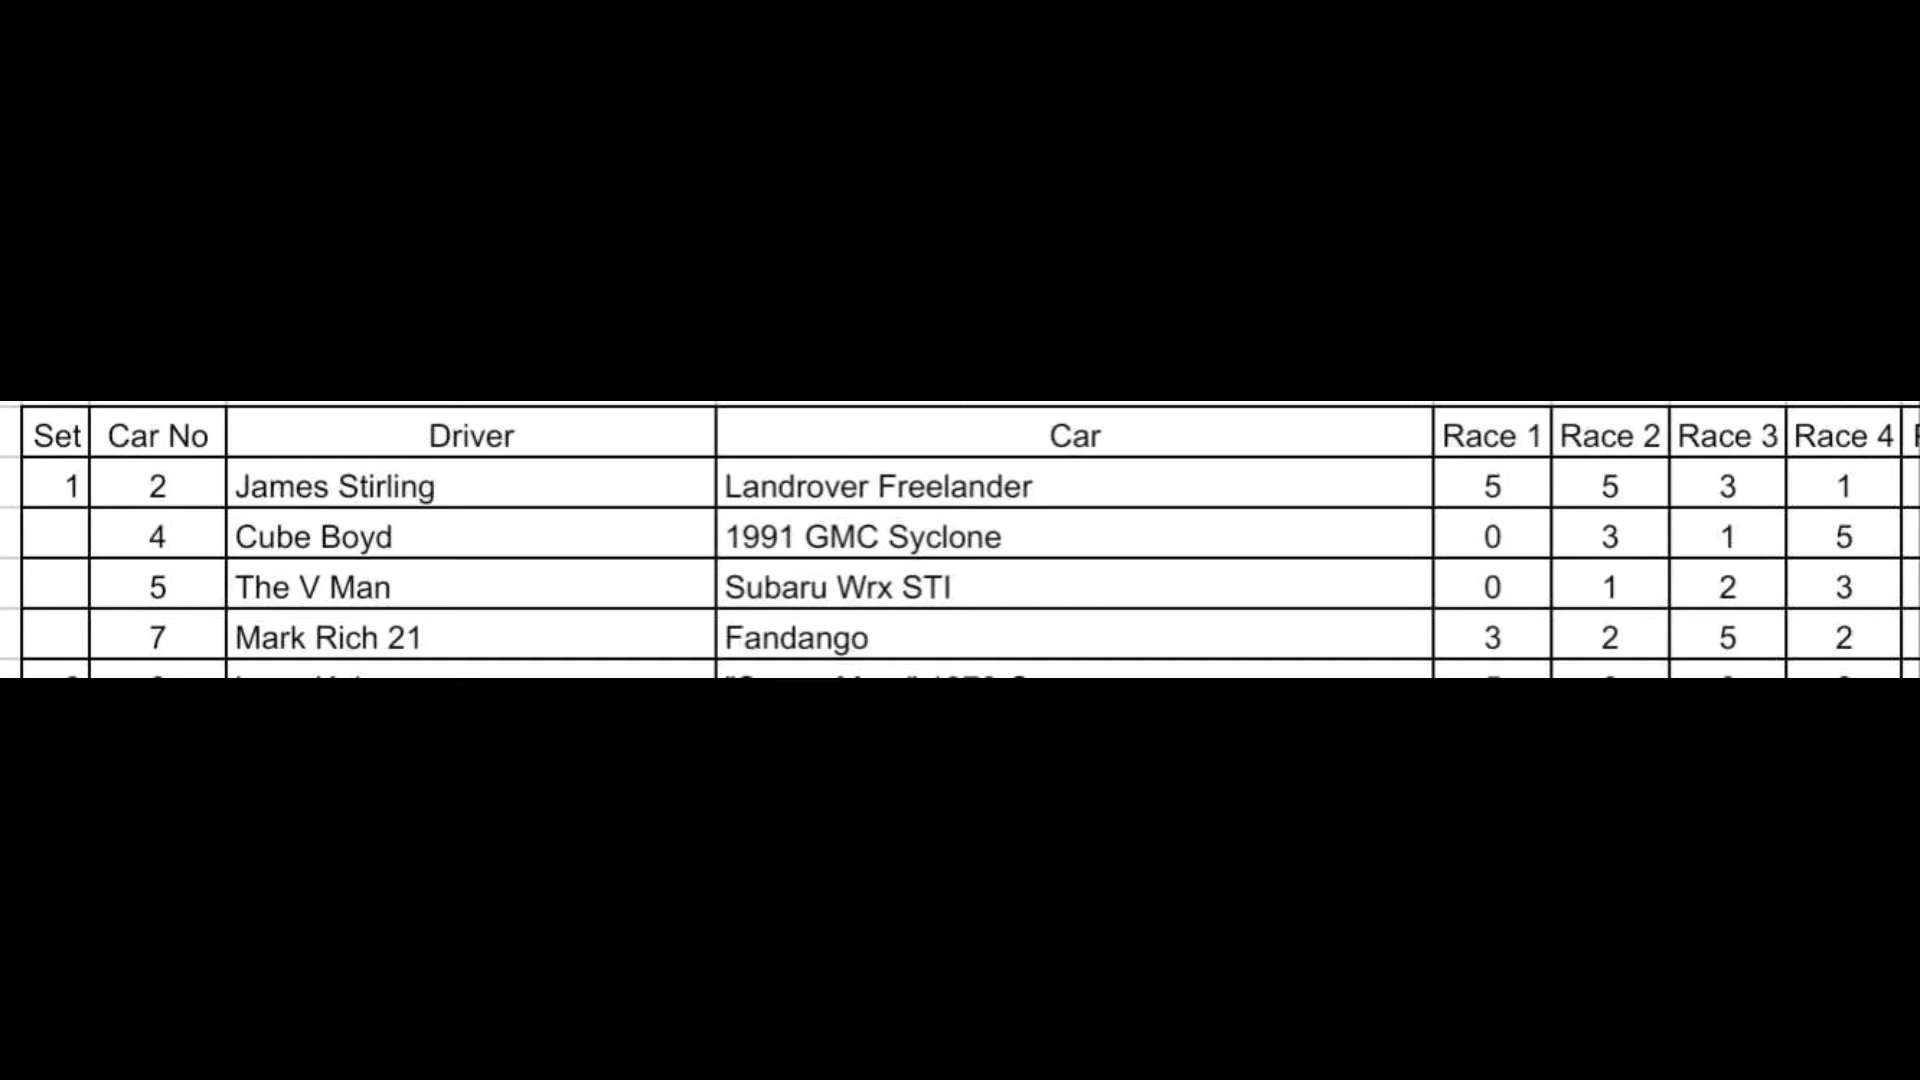 Set Car No Driver Car Race 1 Race 2 Race 3 Race 4
1 2 James Stirling Landrover Freelander 5 5 3 1
4 Cube Boyd 1991 GMC Syclone 0 3 1 5
5 The V Man Subaru Wrx STI 0 1 2 3
7 Mark Rich 21 Fandango 3 2 5 2